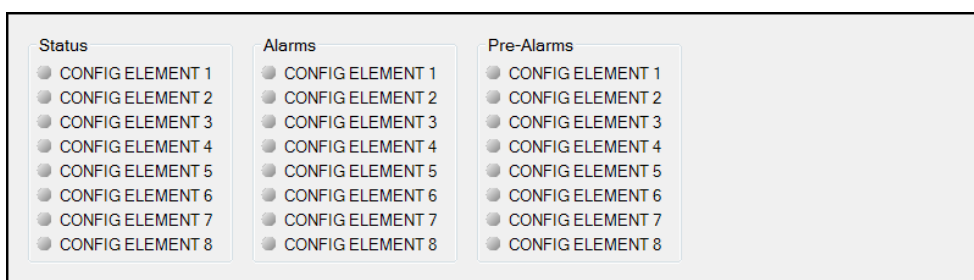 Status
CONFIG ELEMENT 1
CONFIG ELEMENT 2
CONFIG ELEMENT 3
CONFIG ELEMENT 4
CONFIG ELEMENT 5
CONFIG ELEMENT 6
CONFIG ELEMENT 7
CONFIG ELEMENT 8
Alarms
CONFIG ELEMENT 1
CONFIG ELEMENT 2
CONFIG ELEMENT 3
CONFIG ELEMENT 4
CONFIG ELEMENT 5
CONFIG ELEMENT 6
CONFIG ELEMENT 7
CONFIG ELEMENT 8
Pre-Alarms
CONFIG ELEMENT 1
CONFIG ELEMENT 2
CONFIG ELEMENT 3
CONFIG ELEMENT 4
CONFIG ELEMENT 5
CONFIG ELEMENT 6
CONFIG ELEMENT 7
CONFIG ELEMENT 8